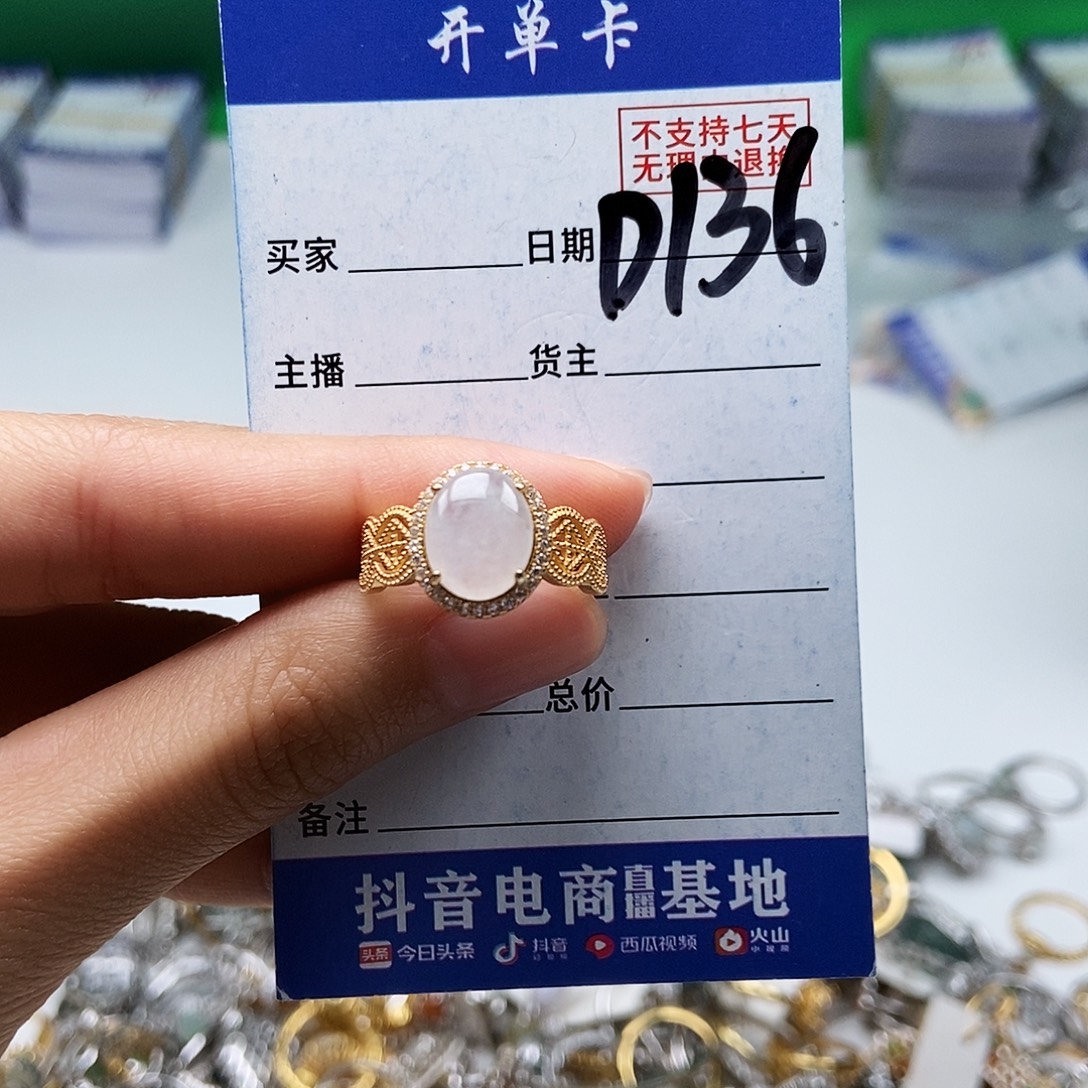 开单卡
不支持七天
无理由退换
买家 日期 D136
主播 货主
总价
备注
抖音电商直播基地
头条 今日头条 抖音 西瓜视频 火山